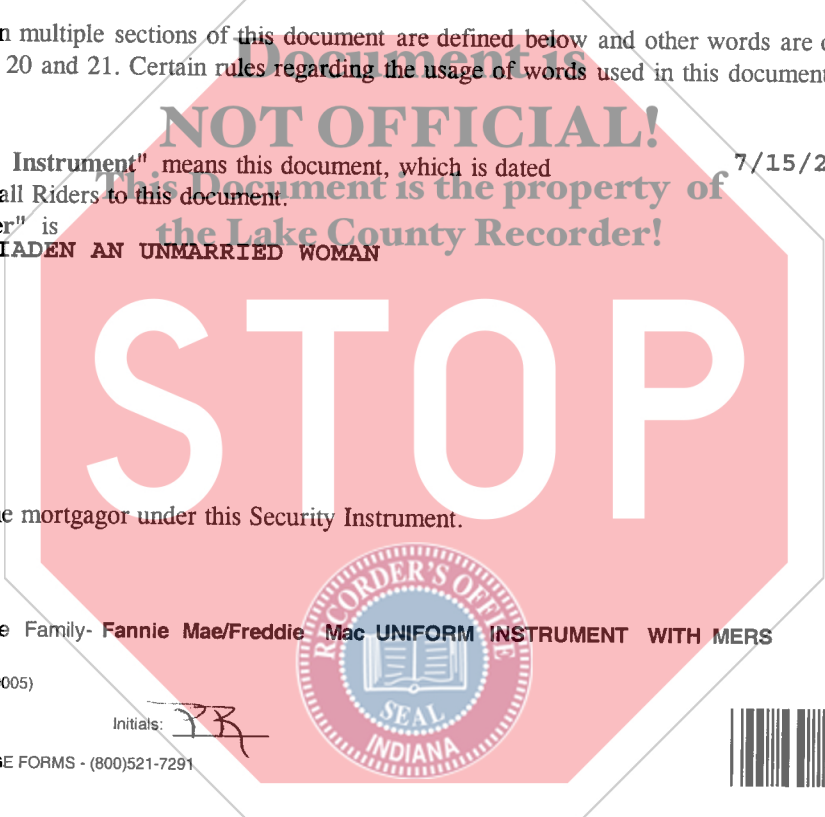 n multiple sections of this document are defined below and other words are
20 and 21. Certain rules regarding the usage of words used in this document
Document is
NOT OFFICIAL!
Instrument" means this document, which is dated 7/15/2
This Document is the property of
all Riders to this document.
er" is
the Lake County Recorder!
IADEN AN UNMARRIED WOMAN
STOP
e mortgagor under this Security Instrument.
RECORDER'S OFFICE
e Family- Fannie Mae/Freddie Mac UNIFORM INSTRUMENT WITH MERS
005)
SEAL
Initials: PR
INDIANA
E FORMS - (800)521-7291